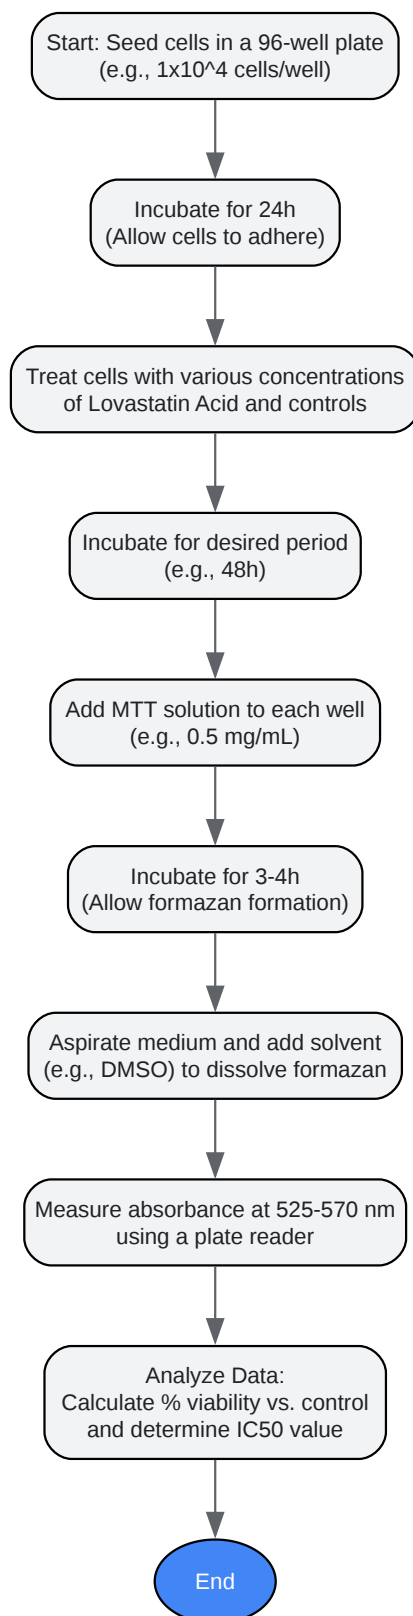 Start: Seed cells in a 96-well plate
(e.g., 1x10^4 cells/well)
Incubate for 24h
(Allow cells to adhere)
Treat cells with various concentrations
of Lovastatin Acid and controls
Incubate for desired period
(e.g., 48h)
Add MTT solution to each well
(e.g., 0.5 mg/mL)
Incubate for 3-4h
(Allow formazan formation)
Aspirate medium and add solvent
(e.g., DMSO) to dissolve formazan
Measure absorbance at 525-570 nm
using a plate reader
Analyze Data:
Calculate % viability vs. control
and determine IC50 value
End